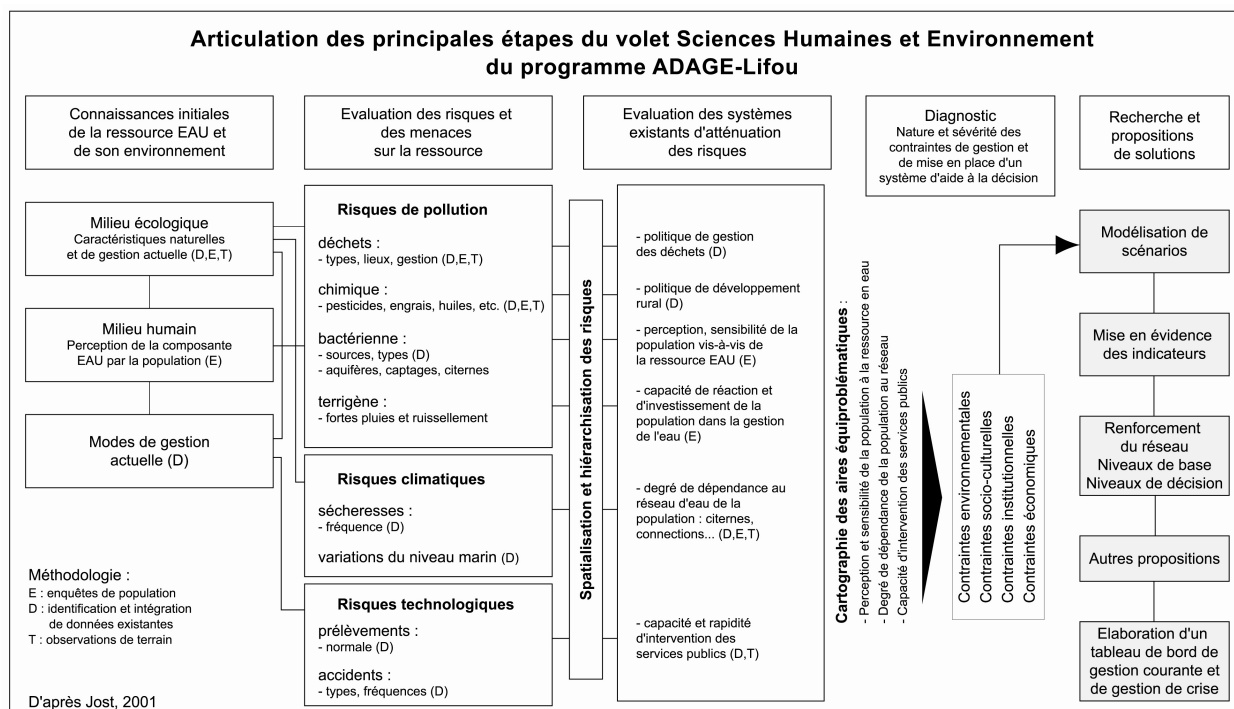 Articulation des principales étapes du volet Sciences Humaines et Environnement
du programme ADAGE-Lifou
Connaissances initiales
de la ressource EAU et
de son environnement
Evaluation des risques et
des menaces
sur la ressource
Evaluation des systèmes
existants d'atténuation
des risques
Diagnostic
Nature et sévérité des
contraintes de gestion et
de mise en place d'un
système d'aide à la décision
Recherche et
propositions
de solutions
Milieu écologique
Caractéristiques naturelles
et de gestion actuelle (D,E,T)
Milieu humain
Perception de la composante
EAU par la population (E)
Modes de gestion
actuelle (D)
Méthodologie :
E : enquêtes de population
D : identification et intégration
de données existantes
T : observations de terrain
D'après Jost, 2001
Risques de pollution
déchets :
- types, lieux, gestion (D,E,T)
chimique :
- pesticides, engrais, huiles, etc. (D,E,T)
bactérienne :
- sources, types (D)
- aquifères, captages, citernes
terrigène :
- fortes pluies et ruissellement
Risques climatiques
sécheresses :
- fréquence (D)
variations du niveau marin (D)
Risques technologiques
prélèvements :
- normale (D)
accidents :
- types, fréquences (D)
Spatialisation et hiérarchisation des risques
- politique de gestion
des déchets (D)
- politique de développement
rural (D)
- perception, sensibilité de la
population vis-à-vis de
la ressource EAU (E)
- capacité de réaction et
d'investissement de la
population dans la gestion
de l'eau (E)
- degré de dépendance au
réseau d'eau de la
population : citernes,
connections... (D,E,T)
- capacité et rapidité
d'intervention des
services publics (D,T)
Cartographie des aires équiproblématiques :
- Perception et sensibilité de la population à la ressource en eau
- Degré de dépendance de la population au réseau
- Capacité d'intervention des services publics
Contraintes environnementales
Contraintes socio-culturelles
Contraintes institutionnelles
Contraintes économiques
Modélisation de
scénarios
Mise en évidence
des indicateurs
Renforcement
du réseau
Niveaux de base
Niveaux de décision
Autres propositions
Elaboration d'un
tableau de bord de
gestion courante et
de gestion de crise